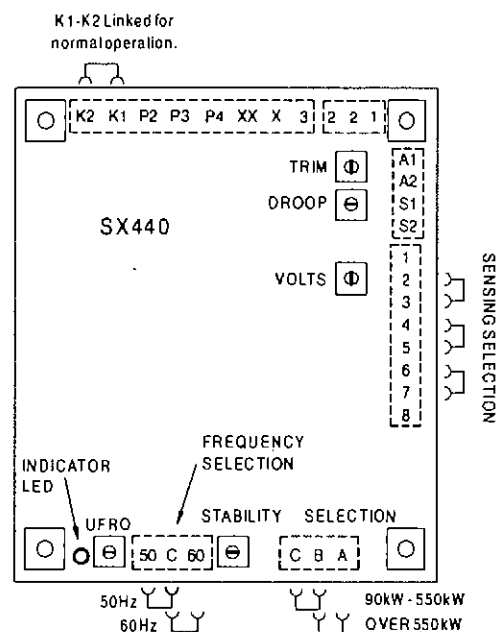 K1-K2 Linked for
normal operation.
K2 K1 P2 P3 P4 XX X 3 2 2 1
TRIM
DROOP
A1
A2
S1
S2
SX440
VOLTS
1
2
3
4
5
6
7
8
SENSING SELECTION
FREQUENCY
SELECTION
INDICATOR
LED
UFRO
STABILITY SELECTION
50 C 60
C B A
50Hz
60Hz
90kW - 550kW
OVER 550kW